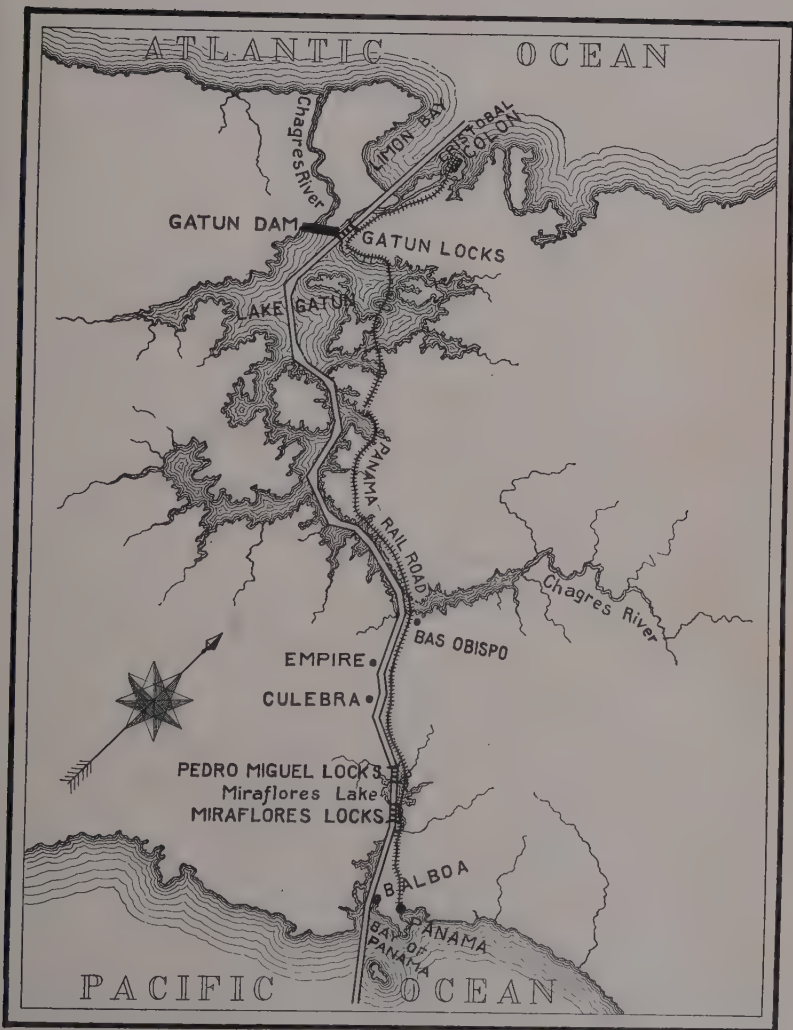 ATLANTIC OCEAN
Chagres River
LIMON BAY
CRISTOBAL
COLON
GATUN DAM
GATUN LOCKS
LAKE GATUN
PANAMA RAIL ROAD
Chagres River
BAS OBISPO
EMPIRE
CULEBRA
PEDRO MIGUEL LOCKS
Miraflores Lake
MIRAFLORES LOCKS
BALBOA
PANAMA
BAY OF
PANAMA
PACIFIC OCEAN